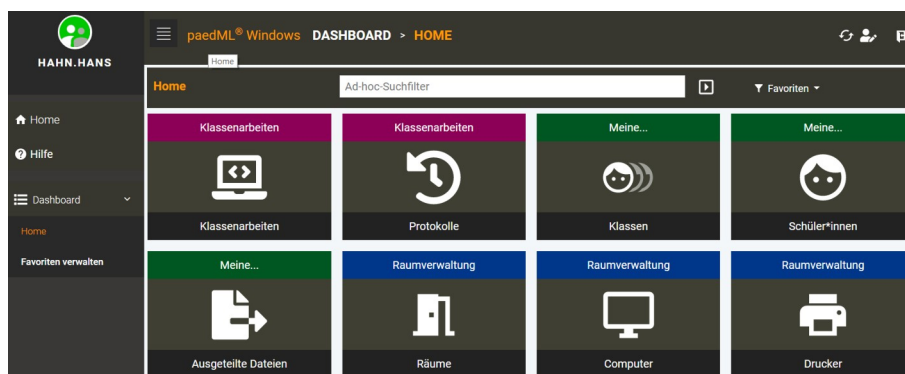 HAHN.HANS
paedML® Windows DASHBOARD > HOME
Home
Home
Ad-hoc-Suchfilter
Favoriten
Home
Hilfe
Dashboard
Home
Favoriten verwalten
Klassenarbeiten
Klassenarbeiten
Meine...
Meine...
Klassenarbeiten
Protokolle
Klassen
Schüler*innen
Meine...
Raumverwaltung
Raumverwaltung
Raumverwaltung
Ausgeteilte Dateien
Räume
Computer
Drucker